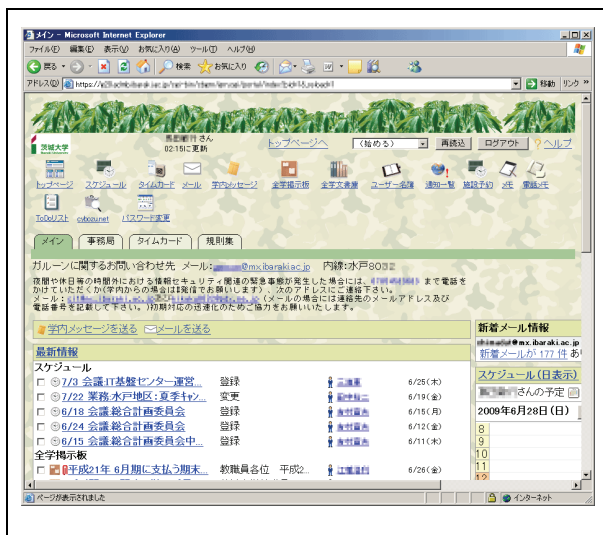 メイン - Microsoft Internet Explorer
ファイル(F) 編集(E) 表示(V) お気に入り(A) ツール(T) ヘルプ(H)
戻る 検索 お気に入り
アドレス(D) 移動 リンク »
茨城大学 さん
02:15に更新
トップページへ (始める) 再読込 ログアウト ? ヘルプ
トップページ スケジュール タイムカード メール 学内メッセージ 全学掲示板 全学文書庫 ユーザー名簿 通知一覧 施設予約 メモ 電話メモ
ToDoリスト cybozu.net パスワード変更
メイン 事務局 タイムカード 規則集
ガルーンに関するお問い合わせ先 メール: @mx.ibaraki.ac.jp 内線:水戸80
夜間や休日等の時間外における情報セキュリティ関連の緊急事態が発生した場合には、 まで電話を
かけていただくか(学内からの場合は発信でお願いします)、次のアドレスにご連絡下さい。
メール: 及び (メールの場合には連絡先のメールアドレス及び
電話番号を記載して下さい。)初期対応の迅速化のためご協力をお願いいたします。
学内メッセージを送る メールを送る
最新情報
スケジュール
7/3 会議:IT基盤センター運営... 登録 6/25(木)
7/22 業務:水戸地区:夏季キャン... 変更 6/19(金)
6/18 会議:総合計画委員会 登録 6/15(月)
6/24 会議:総合計画委員会 登録 6/12(金)
6/15 会議:総合計画委員会中... 登録 6/11(木)
全学掲示板
平成21年 6月期に支払う期末... 教職員各位 平成2... 6/26(金)
新着メール情報
@mx.ibaraki.ac.jp
新着メールが 177 件 あり
スケジュール(日表示)
さんの予定
2009年6月28日(日)
8
9
10
11
12
ページが表示されました インターネット